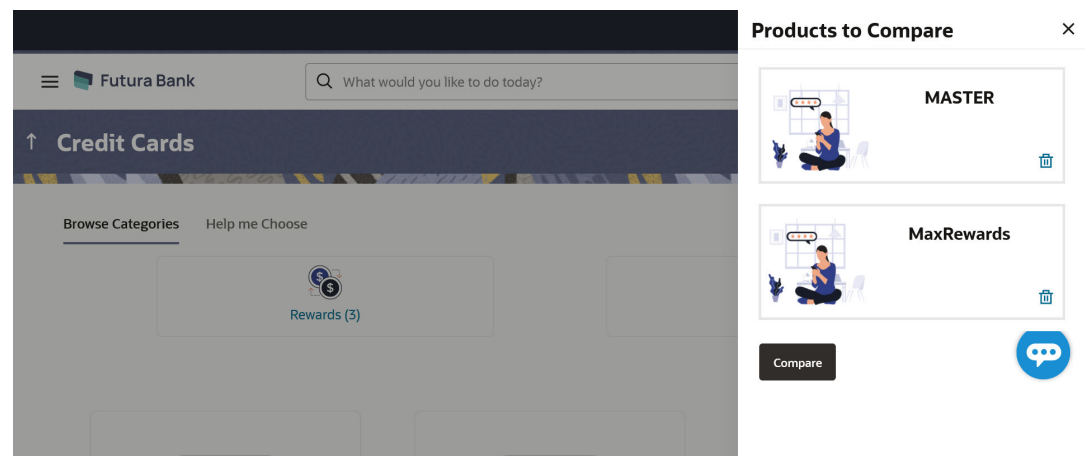 Products to Compare
Futura Bank
What would you like to do today?
MASTER
Credit Cards
Browse Categories
Help me Choose
MaxRewards
Rewards (3)
Compare